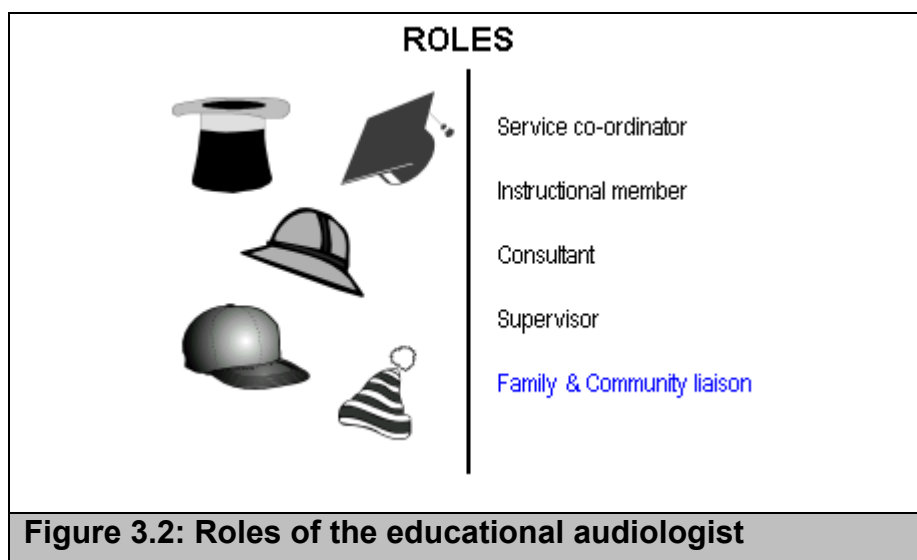 ROLES
Service co-ordinator
Instructional member
Consultant
Supervisor
Family & Community liaison
Figure 3.2: Roles of the educational audiologist